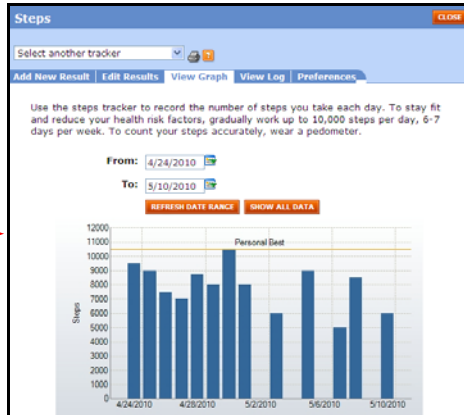 Steps
CLOSE
Select another tracker
Add New Result Edit Results View Graph View Log Preferences
Use the steps tracker to record the number of steps you take each day. To stay fit
and reduce your health risk factors, gradually work up to 10,000 steps per day, 6-7
days per week. To count your steps accurately, wear a pedometer.
From: 4/24/2010
To: 5/10/2010
REFRESH DATE RANGE SHOW ALL DATA
12000
11000
Personal Best
10000
9000
8000
7000
6000
5000
4000
3000
2000
1000
0
Steps
4/24/2010 4/28/2010 5/2/2010 5/6/2010 5/10/2010